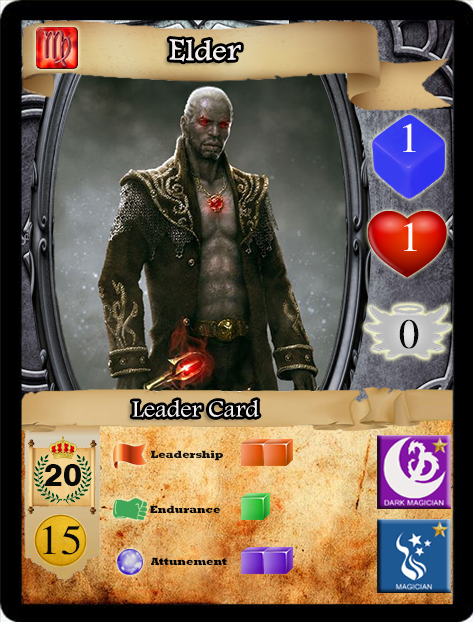 Elder
1
1
0
Leader Card
20
Leadership
Endurance
15
Attunement
DARK MAGICIAN
MAGICIAN